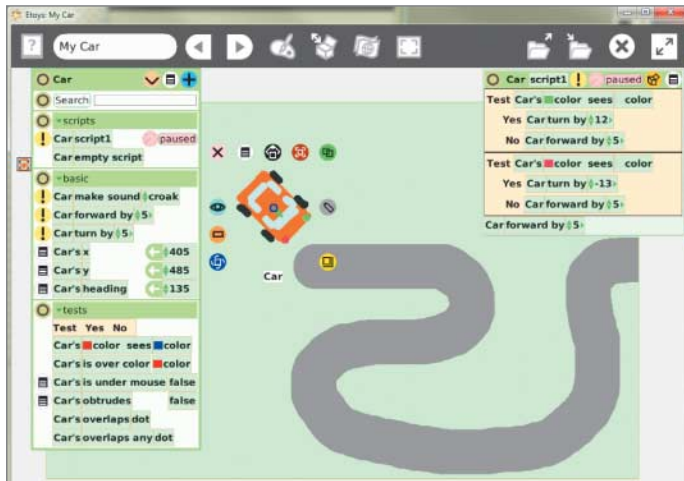 Etoys: My Car
? My Car
Car
Search
scripts
! Car script1 paused
Car empty script
basic
! Car make sound croak
! Car forward by 5
! Car turn by 5
Car's x 405
Car's y 485
Car's heading 135
tests
Test Yes No
Car's color sees color
Car's is over color color
Car's is under mouse false
Car's obtrudes false
Car's overlaps dot
Car's overlaps any dot
Car
Car script1 ! paused
Test Car's color sees color
Yes Car turn by 12
No Car forward by 5
Test Car's color sees color
Yes Car turn by -13
No Car forward by 5
Car forward by 5